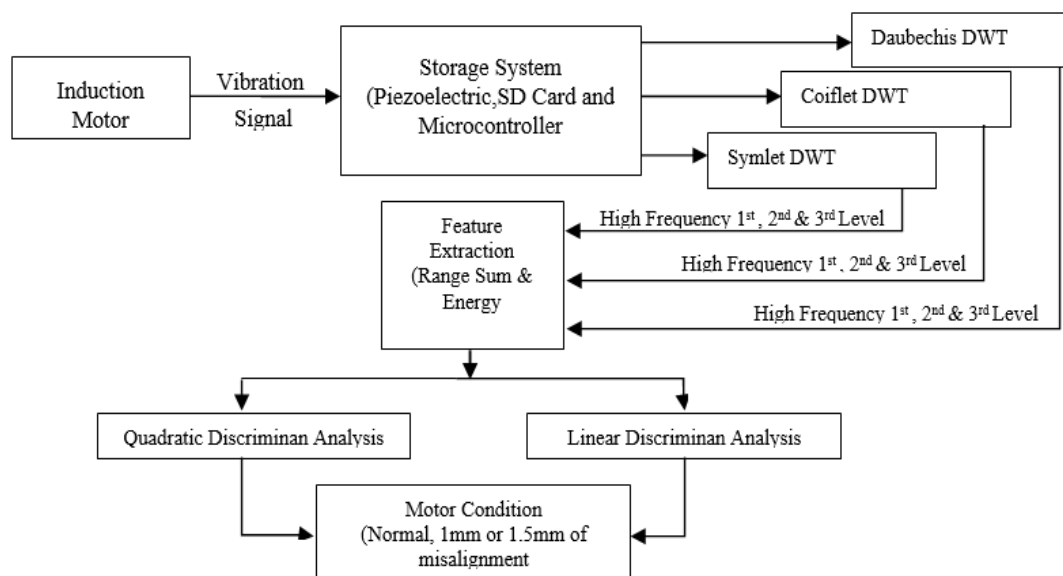 Induction
Motor
Vibration
Signal
Storage System
(Piezoelectric,SD Card and
Microcontroller
Daubechis DWT
Coiflet DWT
Symlet DWT
High Frequency 1st , 2nd & 3rd Level
High Frequency 1st, 2nd & 3rd Level
High Frequency 1st , 2nd & 3rd Level
Feature
Extraction
(Range Sum &
Energy
Quadratic Discriminan Analysis
Linear Discriminan Analysis
Motor Condition
(Normal, 1mm or 1.5mm of
misalignment